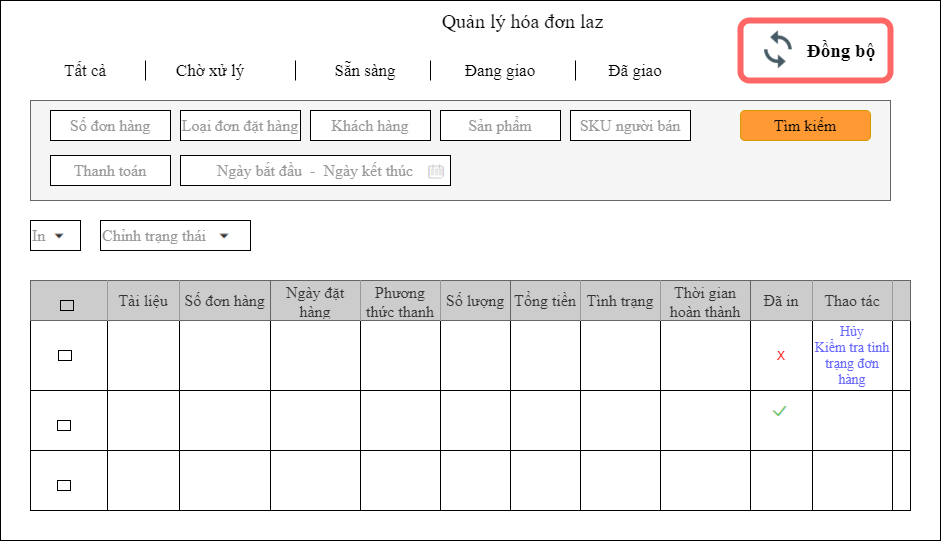 Quản lý hóa đơn laz
Đồng bộ
Tất cả
Chờ xử lý
Sẵn sàng
Đang giao
Đã giao
Số đơn hàng
Loại đơn đặt hàng
Khách hàng
Sản phẩm
SKU người bán
Tìm kiếm
Thanh toán
Ngày bắt đầu - Ngày kết thúc
In
Chỉnh trạng thái
Tài liệu
Số đơn hàng
Ngày đặt
hàng
Phương
thức thanh
Số lượng
Tổng tiền
Tình trạng
Thời gian
hoàn thành
Đã in
Thao tác
X
Hủy
Kiểm tra tình
trạng đơn
hàng